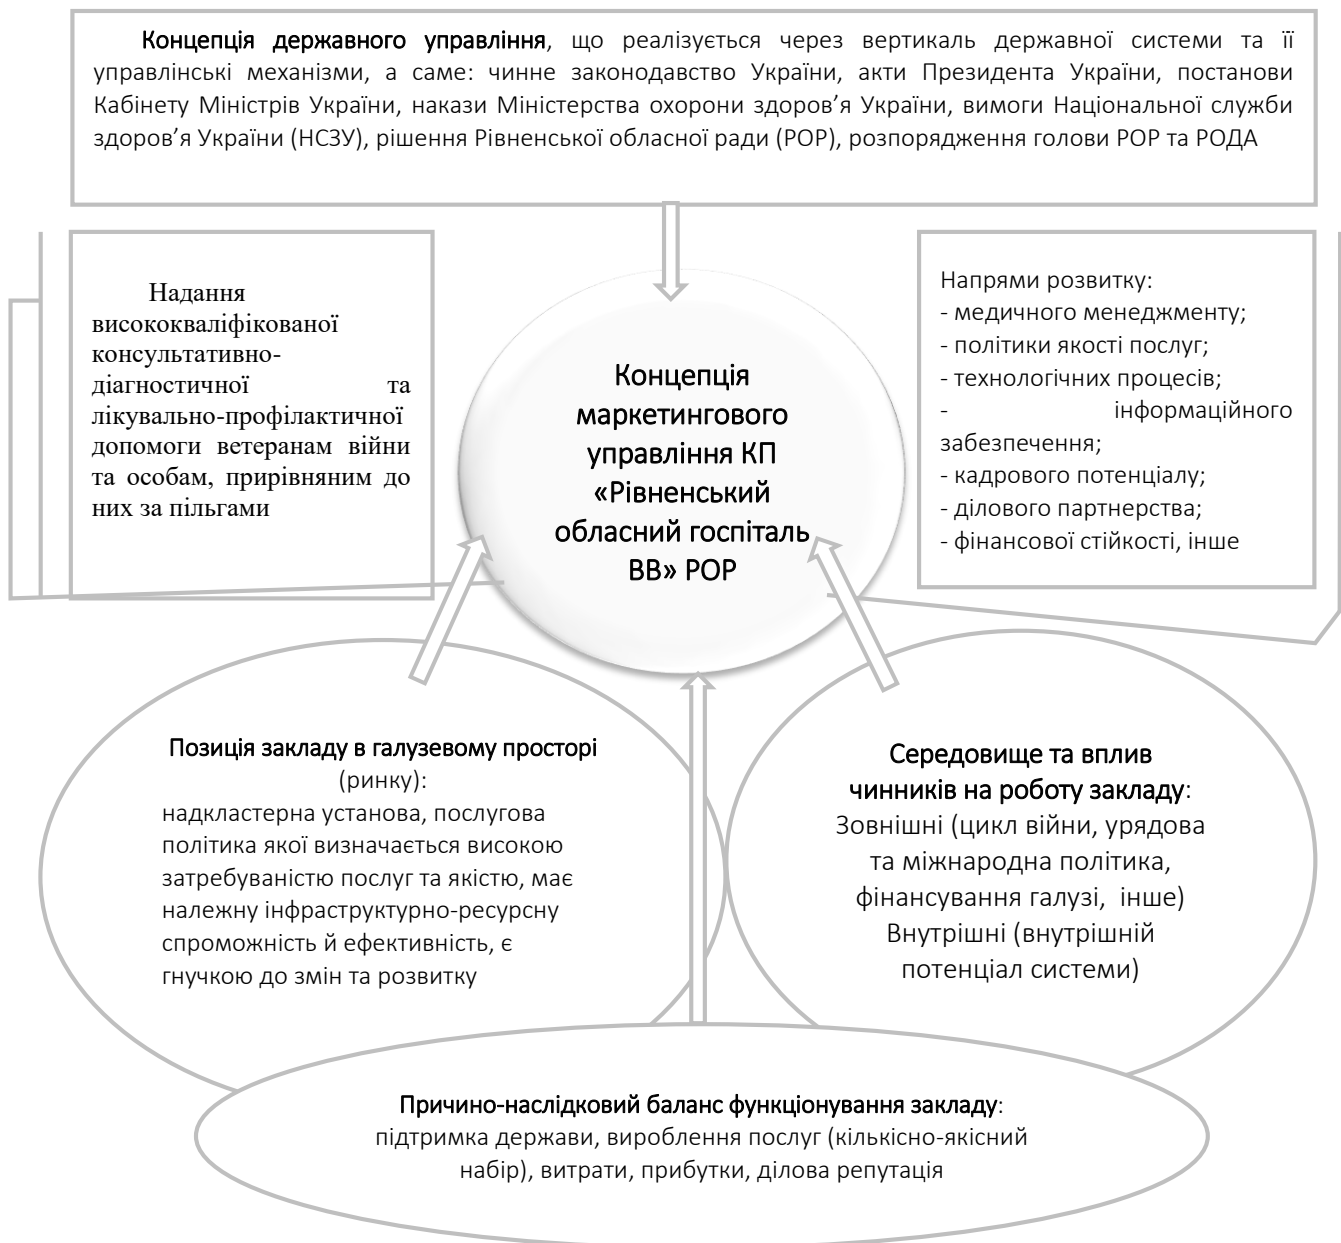 Концепція державного управління, що реалізується через вертикаль державної системи та її
управлінські механізми, а саме: чинне законодавство України, акти Президента України, постанови
Кабінету Міністрів України, накази Міністерства охорони здоров’я України, вимоги Національної служби
здоров’я України (НСЗУ), рішення Рівненської обласної ради (РОР), розпорядження голови РОР та РОДА
Надання
висококваліфікованої
консультативно-
діагностичної та
лікувально-профілактичної
допомоги ветеранам війни
та особам, прирівняним до
них за пільгами
Концепція
маркетингового
управління КП
«Рівненський
обласний госпіталь
ВВ» РОР
Напрями розвитку:
- медичного менеджменту;
- політики якості послуг;
- технологічних процесів;
- інформаційного
забезпечення;
- кадрового потенціалу;
- ділового партнерства;
- фінансової стійкості, інше
Позиція закладу в галузевому просторі
(ринку):
надкластерна установа, послугова
політика якої визначається високою
затребуваністю послуг та якістю, має
належну інфраструктурно-ресурсну
спроможність й ефективність, є
гнучкою до змін та розвитку
Середовище та вплив
чинників на роботу закладу:
Зовнішні (цикл війни, урядова
та міжнародна політика,
фінансування галузі, інше)
Внутрішні (внутрішній
потенціал системи)
Причино-наслідковий баланс функціонування закладу:
підтримка держави, вироблення послуг (кількісно-якісний
набір), витрати, прибутки, ділова репутація